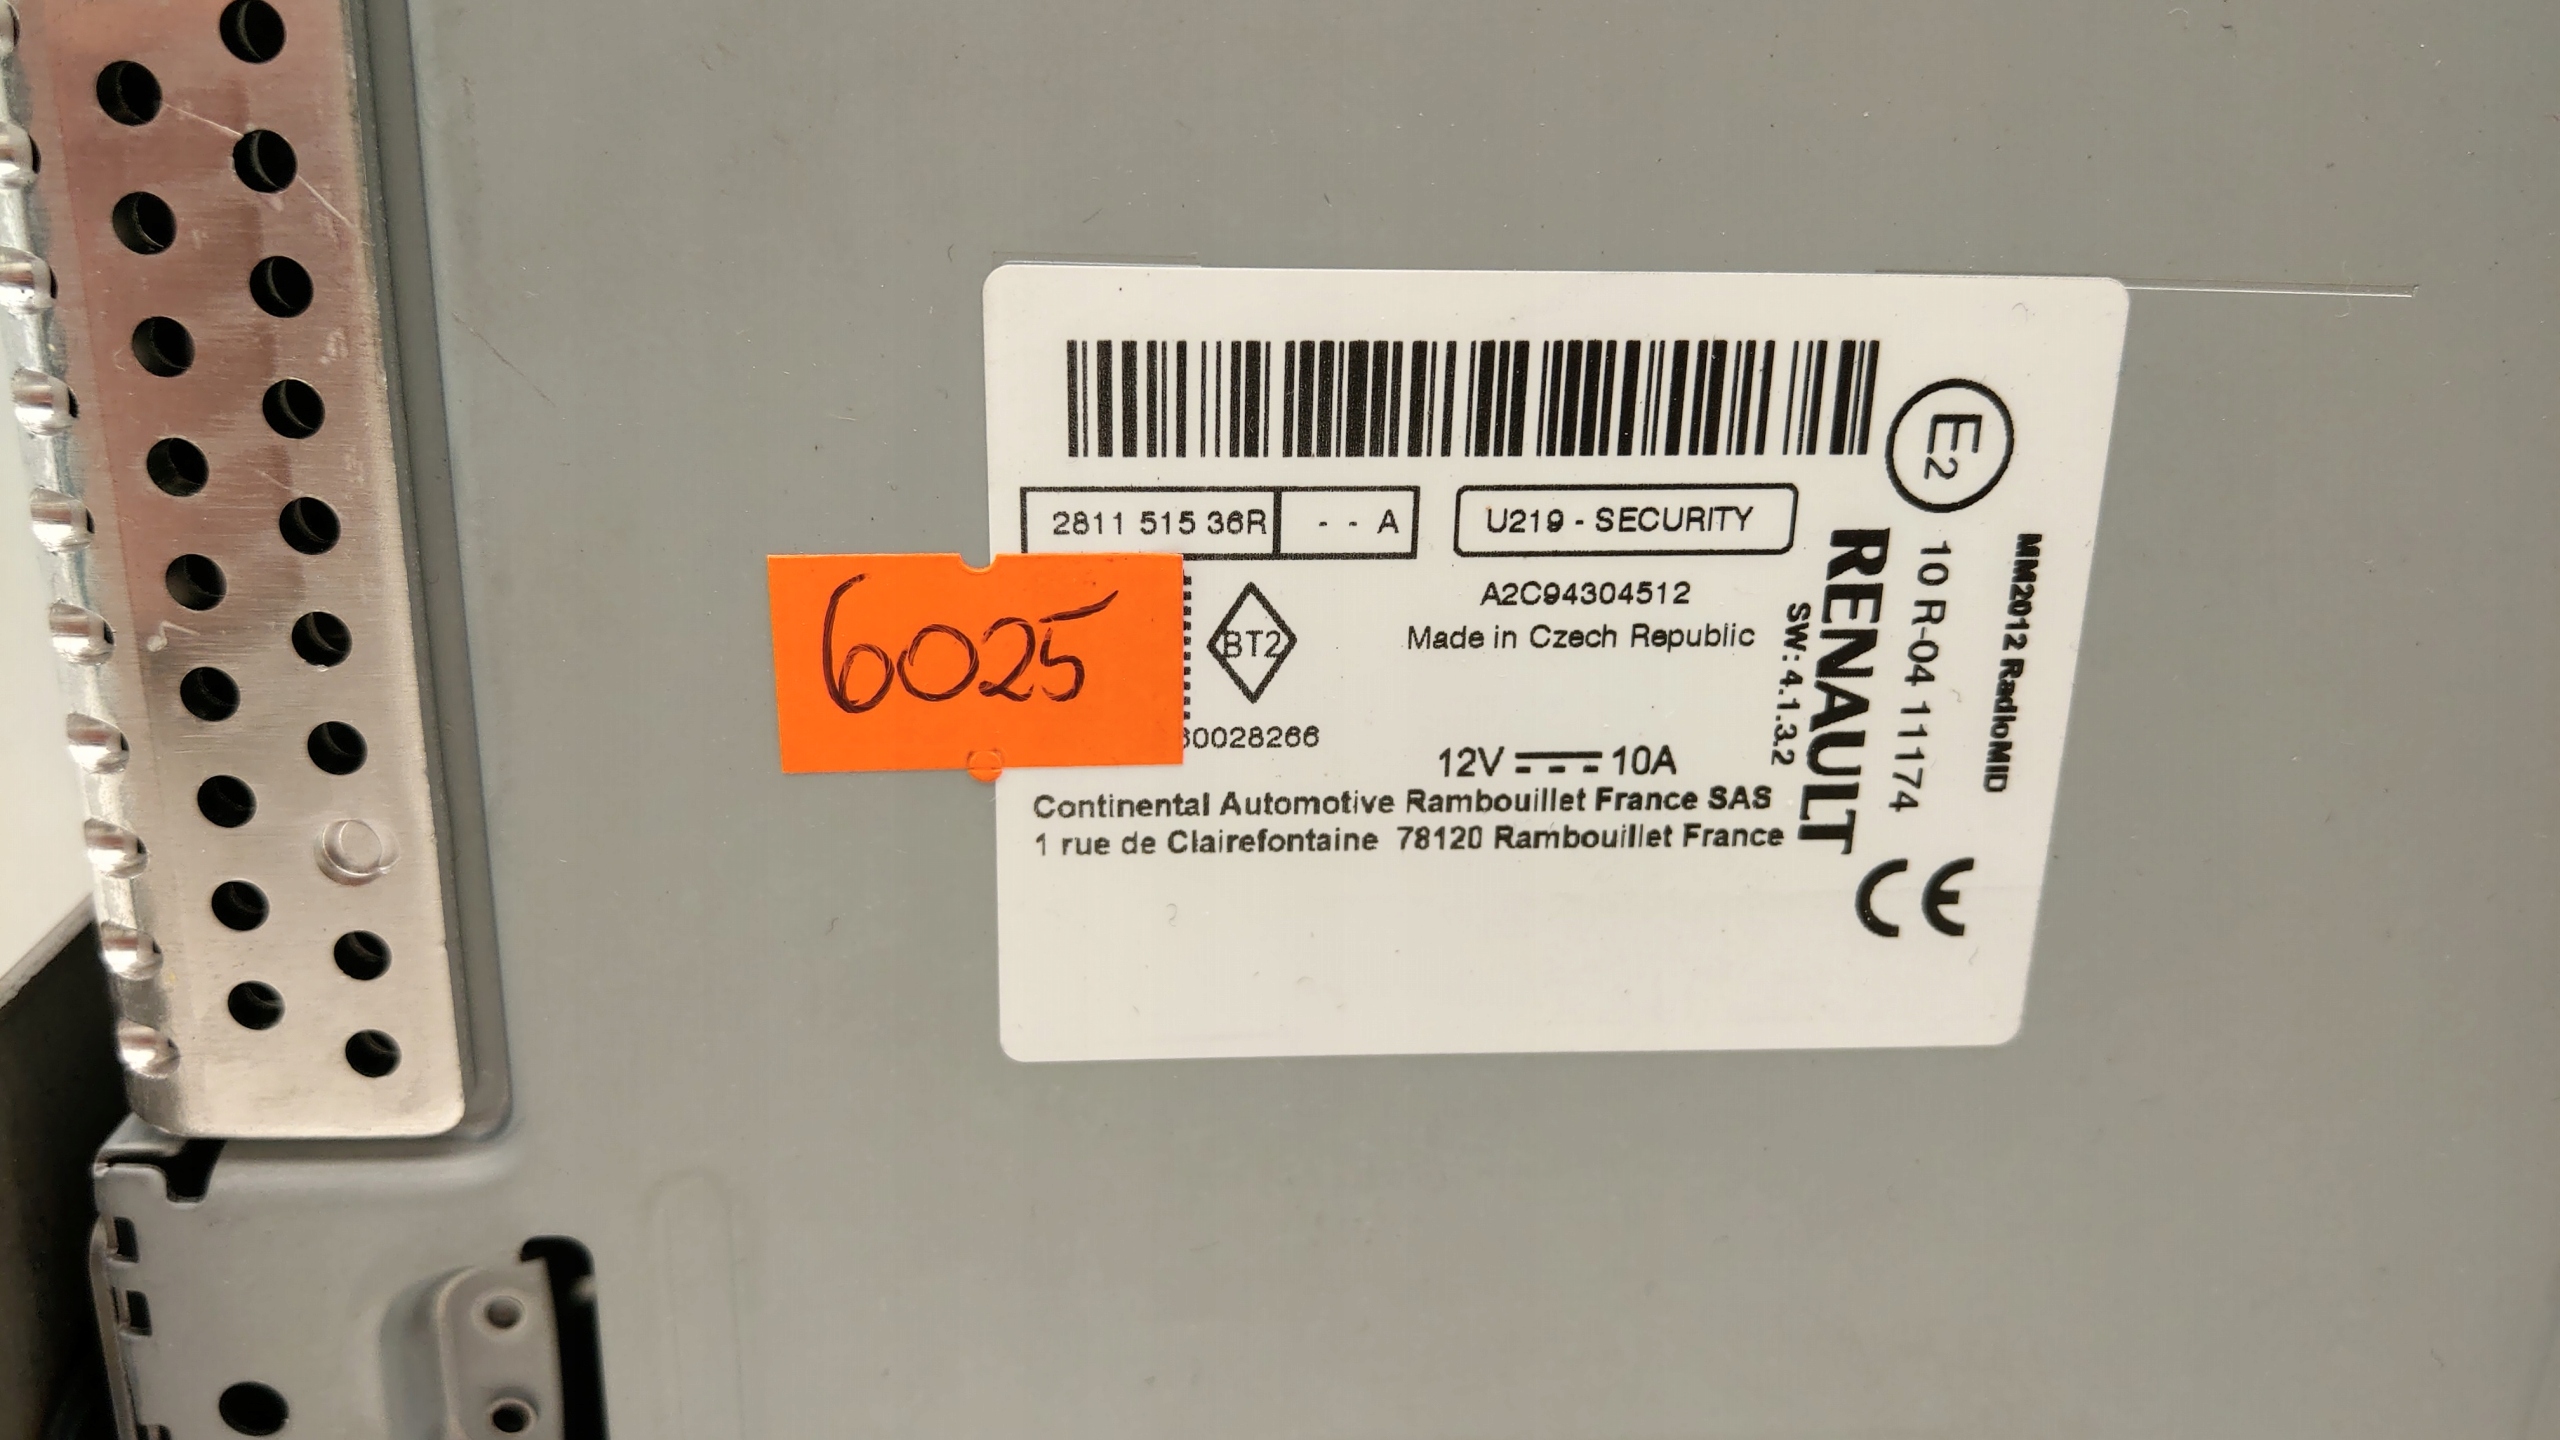 2811 515 36R
- - A
U219 - SECURITY
6025
BT2
A2C94304512
Made in Czech Republic
0028266
12V 10A
Continental Automotive Rambouillet France SAS
1 rue de Clairefontaine 78120 Rambouillet France
SW: 4.1.3.2
RENAULT
E2
10 R-04 11174
CE
MM2012 RadioMID